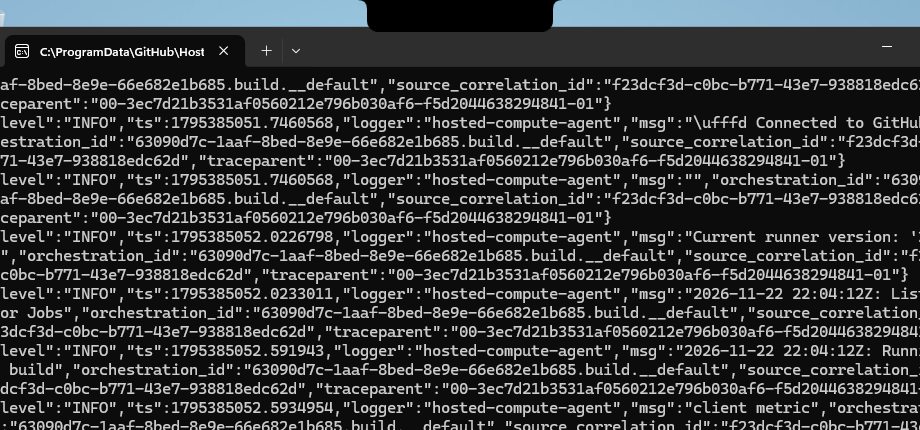 C:\ProgramData\GitHub\Host
af-8bed-8e9e-66e682e1b685.build.__default","source_correlation_id":"f23dcf3d-c0bc-b771-43e7-938818edc62
ceparent":"00-3ec7d21b3531af0560212e796b030af6-f5d2044638294841-01"}
level":"INFO","ts":1795385051.7460568,"logger":"hosted-compute-agent","msg":"\ufffd Connected to GitHu
estration_id":"63090d7c-1aaf-8bed-8e9e-66e682e1b685.build.__default","source_correlation_id":"f23dcf3d-
71-43e7-938818edc62d","traceparent":"00-3ec7d21b3531af0560212e796b030af6-f5d2044638294841-01"}
level":"INFO","ts":1795385051.7460568,"logger":"hosted-compute-agent","msg":"","orchestration_id":"6309
af-8bed-8e9e-66e682e1b685.build.__default","source_correlation_id":"f23dcf3d-c0bc-b771-43e7-938818edc62
ceparent":"00-3ec7d21b3531af0560212e796b030af6-f5d2044638294841-01"}
level":"INFO","ts":1795385052.0226798,"logger":"hosted-compute-agent","msg":"Current runner version: '
","orchestration_id":"63090d7c-1aaf-8bed-8e9e-66e682e1b685.build.__default","source_correlation_id":"f
c0bc-b771-43e7-938818edc62d","traceparent":"00-3ec7d21b3531af0560212e796b030af6-f5d2044638294841-01"}
level":"INFO","ts":1795385052.0233011,"logger":"hosted-compute-agent","msg":"2026-11-22 22:04:12Z: Lis
or Jobs","orchestration_id":"63090d7c-1aaf-8bed-8e9e-66e682e1b685.build.__default","source_correlation_
3dcf3d-c0bc-b771-43e7-938818edc62d","traceparent":"00-3ec7d21b3531af0560212e796b030af6-f5d2044638294841
level":"INFO","ts":1795385052.591943,"logger":"hosted-compute-agent","msg":"2026-11-22 22:04:12Z: Runn
 build","orchestration_id":"63090d7c-1aaf-8bed-8e9e-66e682e1b685.build.__default","source_correlation_i
dcf3d-c0bc-b771-43e7-938818edc62d","traceparent":"00-3ec7d21b3531af0560212e796b030af6-f5d2044638294841-
level":"INFO","ts":1795385052.5934954,"logger":"hosted-compute-agent","msg":"client metric","orchestra
:"63090d7c-1aaf-8bed-8e9e-66e682e1b685.build.__default","source_correlation_id":"f23dcf3d-c0bc-b771-43e